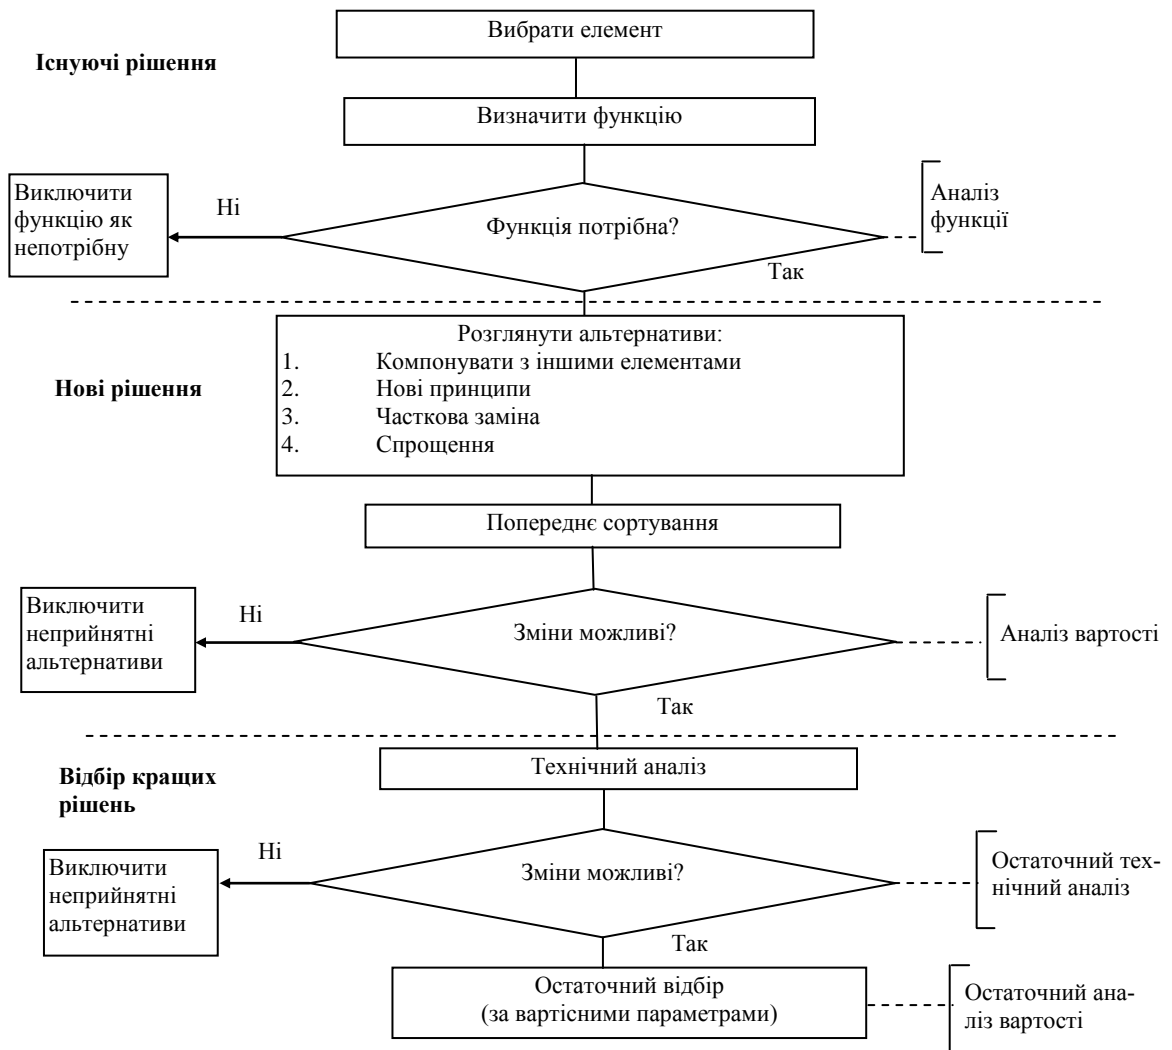 Вибрати елемент
Існуючі рішення
Визначити функцію
Виключити
функцію як
непотрібну
Ні
Функція потрібна?
Так
Аналіз
функції
Розглянути альтернативи:
1. Компонувати з іншими елементами
2. Нові принципи
3. Часткова заміна
4. Спрощення
Нові рішення
Попереднє сортування
Виключити
неприйнятні
альтернативи
Ні
Зміни можливі?
Так
Аналіз вартості
Відбір кращих
рішень
Технічний аналіз
Виключити
неприйнятні
альтернативи
Ні
Зміни можливі?
Так
Остаточний тех-
нічний аналіз
Остаточний відбір
(за вартісними параметрами)
Остаточний ана-
ліз вартості